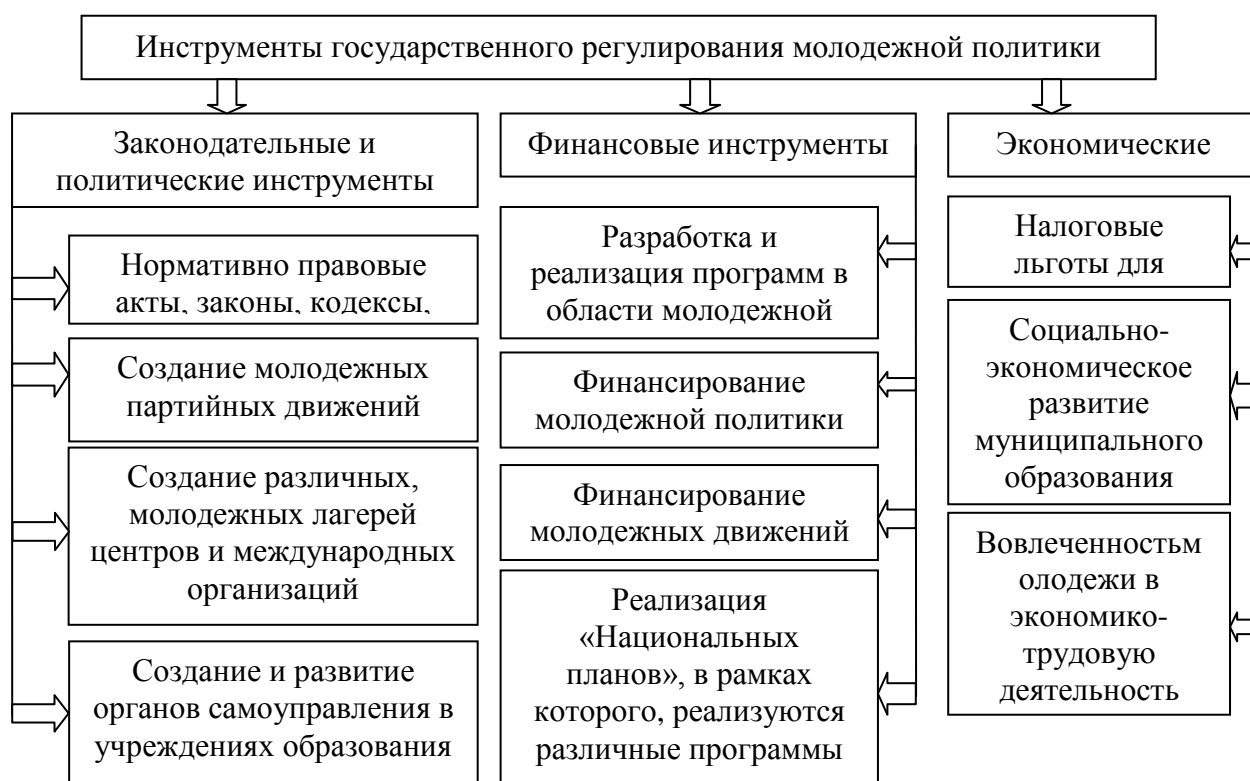 Инструменты государственного регулирования молодежной политики
Законодательные и
политические инструменты
Нормативно правовые
акты, законы, кодексы,
Создание молодежных
партийных движений
Создание различных,
молодежных лагерей
центров и международных
организаций
Создание и развитие
органов самоуправления в
учреждениях образования
Финансовые инструменты
Разработка и
реализация программ в
области молодежной
Финансирование
молодежной политики
Финансирование
молодежных движений
Реализация
«Национальных
планов», в рамках
которого, реализуются
различные программы
Экономические
Налоговые
льготы для
Социально-
экономическое
развитие
муниципального
образования
Вовлеченностьм
олодежи в
экономико-
трудовую
деятельность